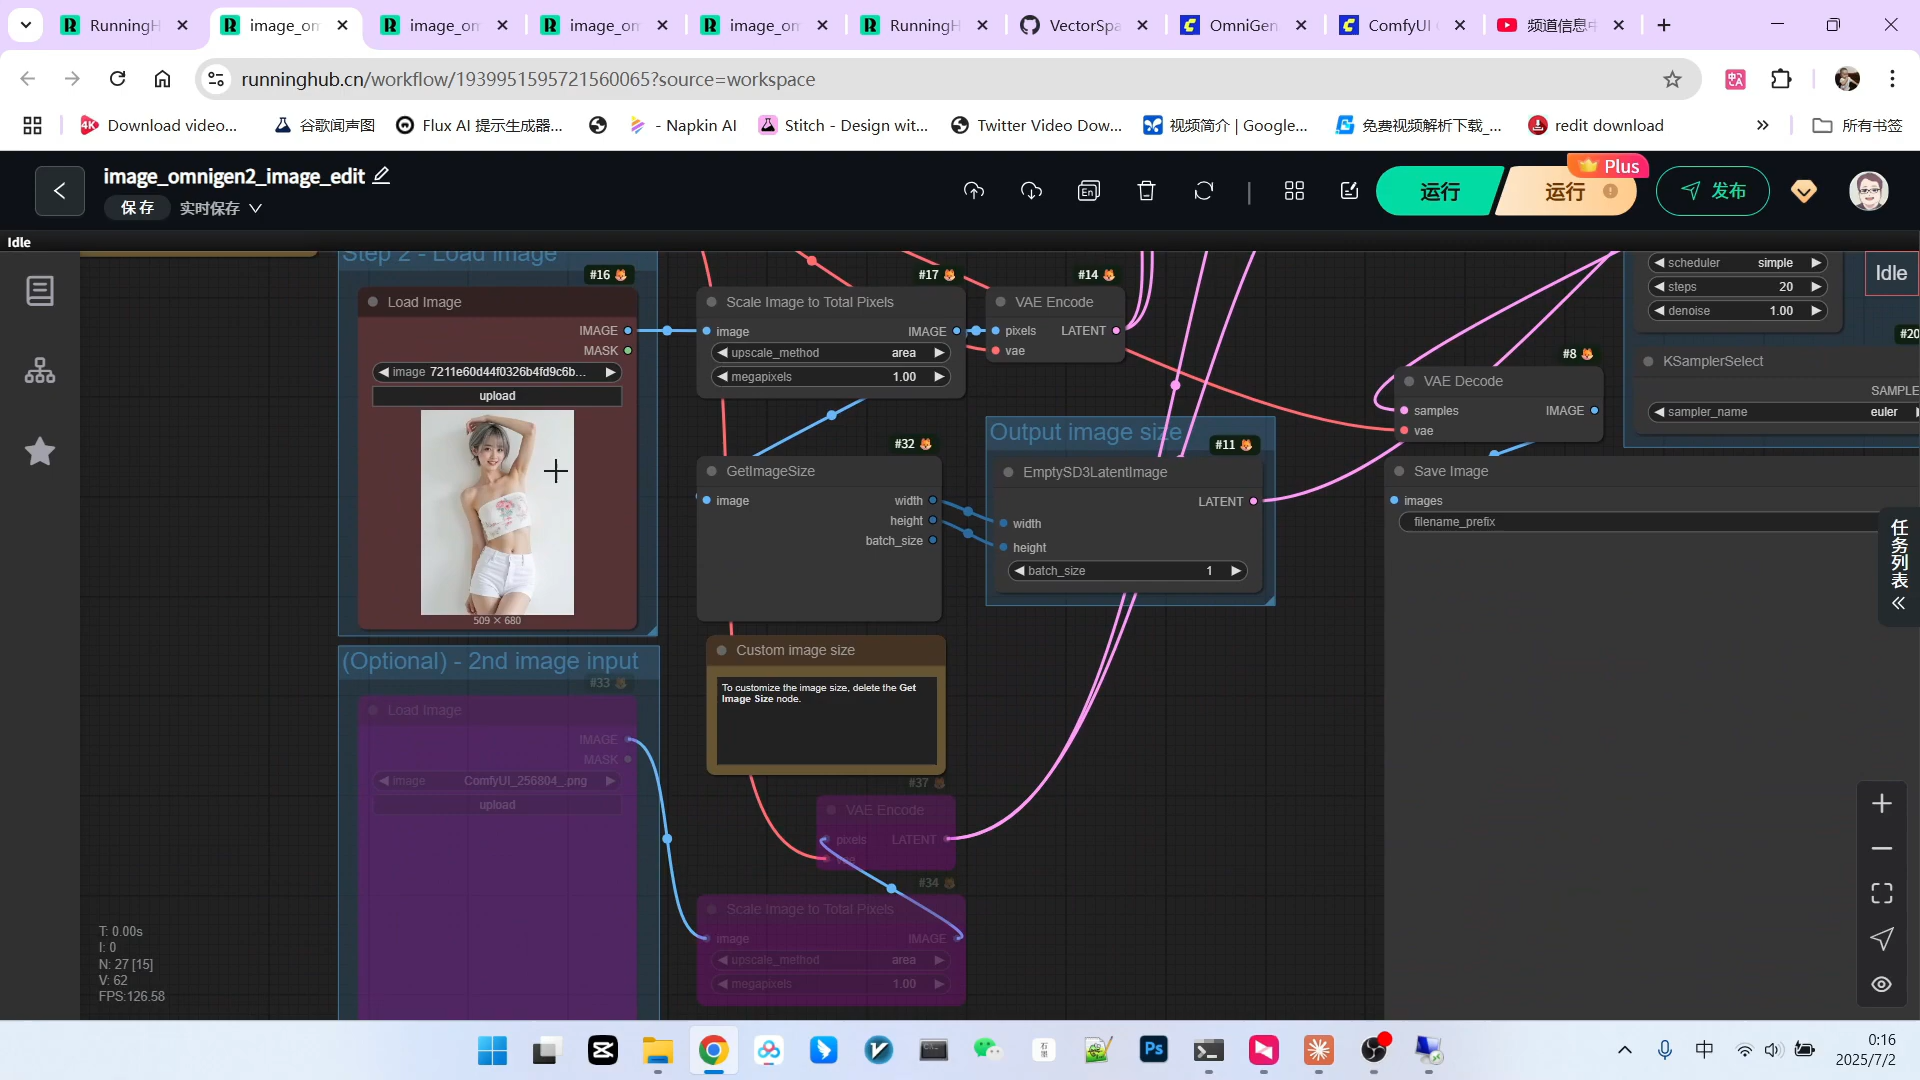 RunningH
image_om
image_om
image_om
image_om
RunningH
VectorSpa
OmniGen
ComfyUI
频道信息中
runninghub.cn/workflow/1939951595721560065?source=workspace
Download video...
谷歌闻声图
Flux AI 提示生成器...
- Napkin AI
Stitch - Design wit...
Twitter Video Dow...
视频简介 | Google...
免费视频解析下载_...
redit download
所有书签
image_omnigen2_image_edit
保存
实时保存
运行
运行
Plus
发布
Idle
Step 2 - Load image
#16
Load Image
IMAGE
MASK
image 7211e60d44f0326b4fd9c6b...
upload
509 × 680
#17
Scale Image to Total Pixels
image IMAGE
upscale_method area
megapixels 1.00
#14
VAE Encode
pixels LATENT
vae
#32
GetImageSize
image width
height
batch_size
Output image size
#11
EmptySD3LatentImage
LATENT
width
height
batch_size 1
Custom image size
To customize the image size, delete the Get
Image Size node.
(Optional) - 2nd image input
#33
Load Image
IMAGE
MASK
image ComfyUI_256804_.png
upload
#37
VAE Encode
pixels LATENT
#34
Scale Image to Total Pixels
image IMAGE
upscale_method area
megapixels 1.00
scheduler simple
steps 20
denoise 1.00
Idle
#20
KSamplerSelect
SAMPLE
sampler_name euler
#8
VAE Decode
samples IMAGE
vae
Save Image
images
filename_prefix
任务列表
T: 0.00s
I: 0
N: 27 [15]
V: 62
FPS:126.58
中
0:16
2025/7/2